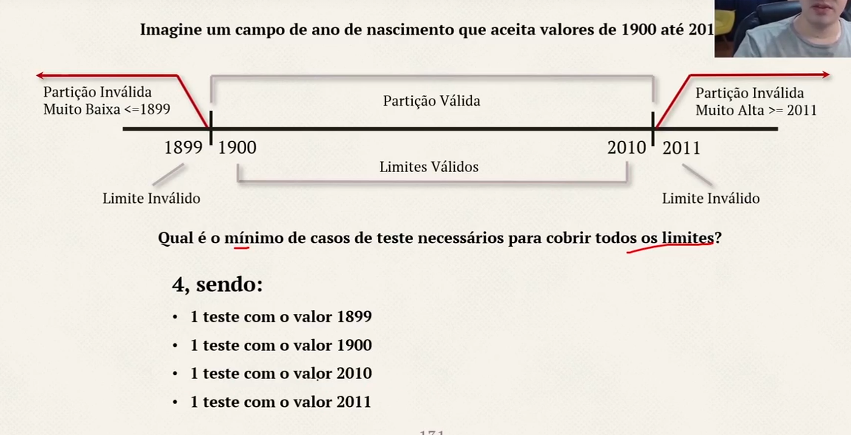 Imagine um campo de ano de nascimento que aceita valores de 1900 até
Partição Inválida
Muito Baixa <=1899
Partição Válida
Partição Inválida
Muito Alta >= 2011
1899 1900 2010 2011
Limites Válidos
Limite Inválido Limite Inválido
Qual é o mínimo de casos de teste necessários para cobrir todos os limites?
4, sendo:
• 1 teste com o valor 1899
• 1 teste com o valor 1900
• 1 teste com o valor 2010
• 1 teste com o valor 2011